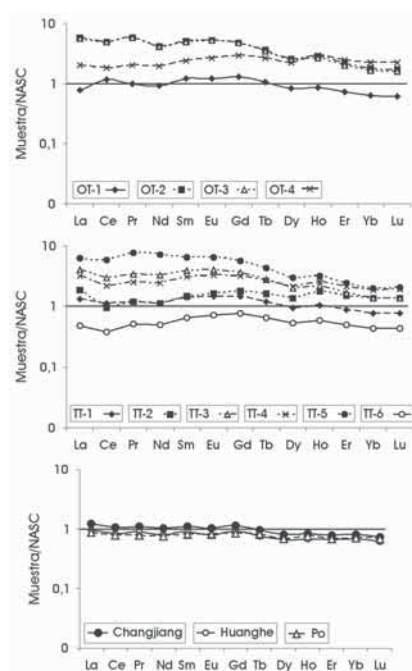 Muestra/NASC
10
1
0,1
0
OT-1 OT-2 OT-3 OT-4
La Ce Pr Nd Sm Eu Gd Tb Dy Ho Er Yb Lu
Muestra/NASC
10
1
0,1
0
TT-1 TT-2 TT-3 TT-4 TT-5 TT-6
La Ce Pr Nd Sm Eu Gd Tb Dy Ho Er Yb Lu
Muestra/NASC
10
1
0,1
0
La Ce Pr Nd Sm Eu Gd Tb Dy Ho Er Yb Lu
Changjiang Huanghe Po